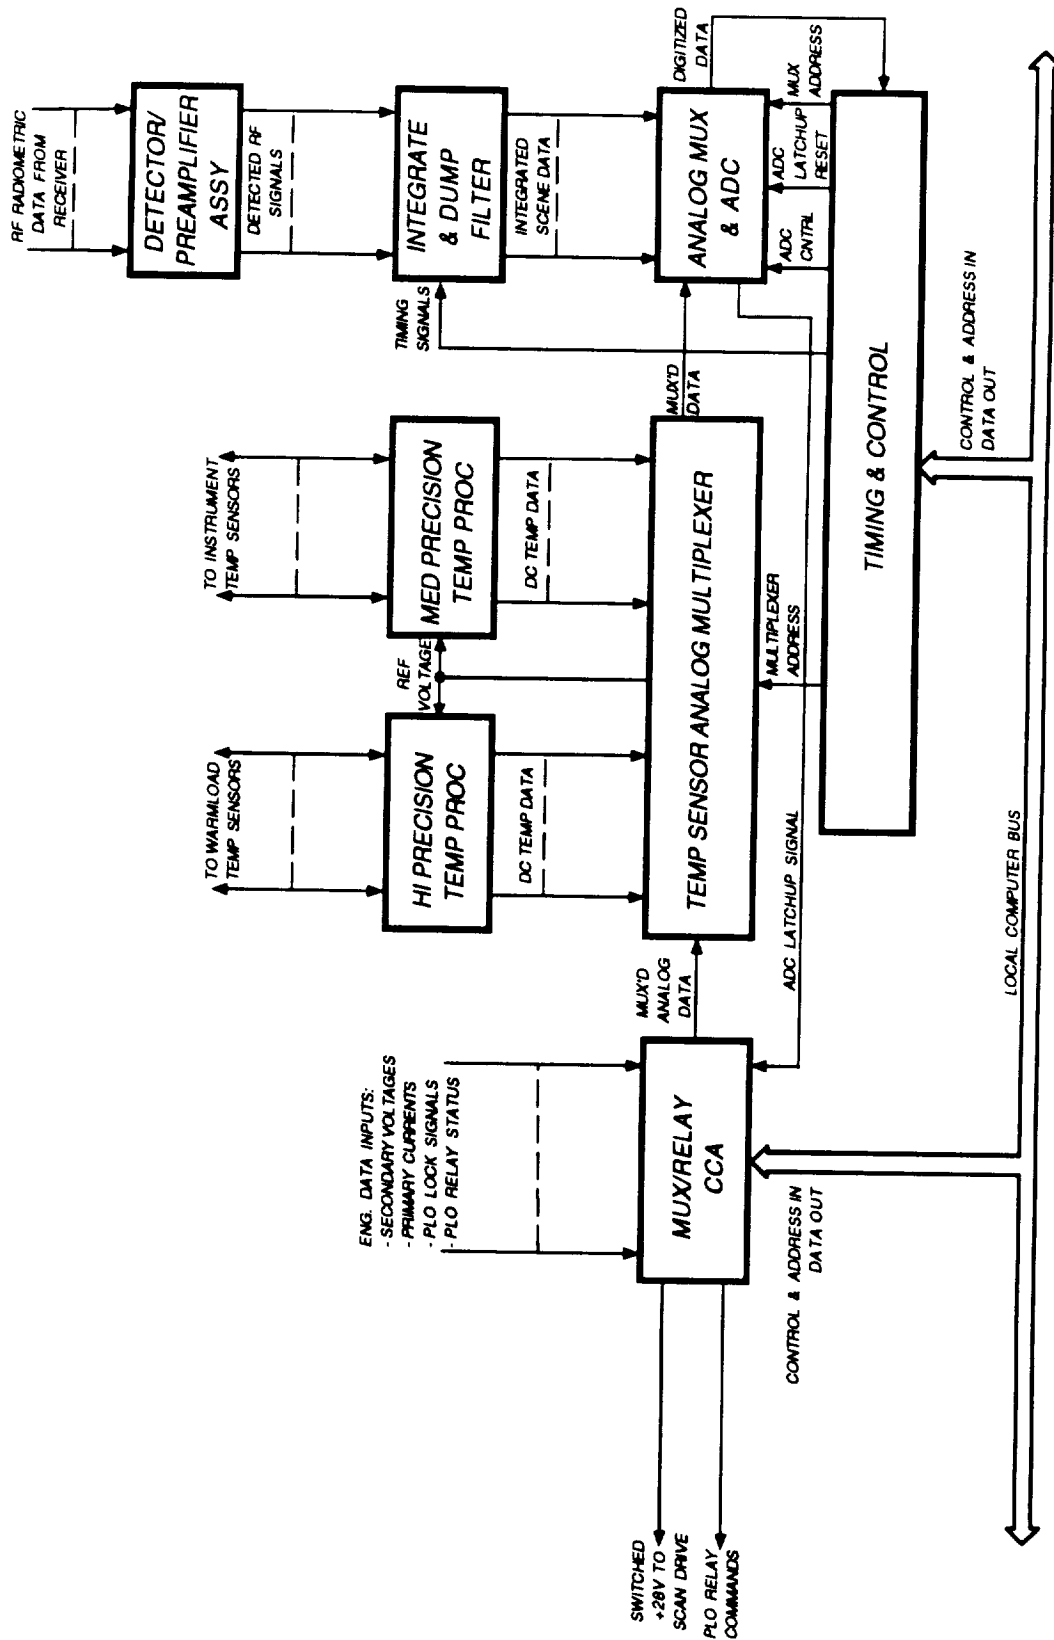 RF RADIOMETRIC
DATA FROM
RECEIVER
DETECTOR/
PREAMPLIFIER
ASSY
DETECTED RF
SIGNALS
TIMING
SIGNALS
INTEGRATE
& DUMP
FILTER
INTEGRATED
SCENE DATA
ANALOG MUX
& ADC
DIGITIZED
DATA
ADC
CNTRL
ADC
LATCHUP
RESET
MUX
ADDRESS
TO INSTRUMENT
TEMP SENSORS
MED PRECISION
TEMP PROC
DC TEMP DATA
REF
VOLTAGE
TO WARMLOAD
TEMP SENSORS
HI PRECISION
TEMP PROC
DC TEMP DATA
TEMP SENSOR ANALOG MULTIPLEXER
MUX'D
DATA
MULTIPLEXER
ADDRESS
TIMING & CONTROL
CONTROL & ADDRESS IN
DATA OUT
ENG. DATA INPUTS:
- SECONDARY VOLTAGES
- PRIMARY CURRENTS
- PLO LOCK SIGNALS
- PLO RELAY STATUS
MUX'D
ANALOG
DATA
MUX/RELAY
CCA
ADC LATCHUP SIGNAL
CONTROL & ADDRESS IN
DATA OUT
SWITCHED
+28V TO
SCAN DRIVE
PLO RELAY
COMMANDS
LOCAL COMPUTER BUS